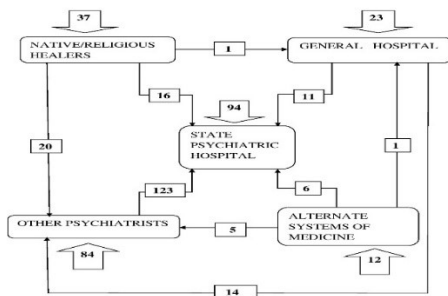 37
23
NATIVE/RELIGIOUS
HEALERS
1
GENERAL HOSPITAL
16
94
11
STATE
PSYCHIATRIC
HOSPITAL
20
1
123
6
OTHER PSYCHIATRISTS
5
ALTERNATE
SYSTEMS OF
MEDICINE
84
12
14